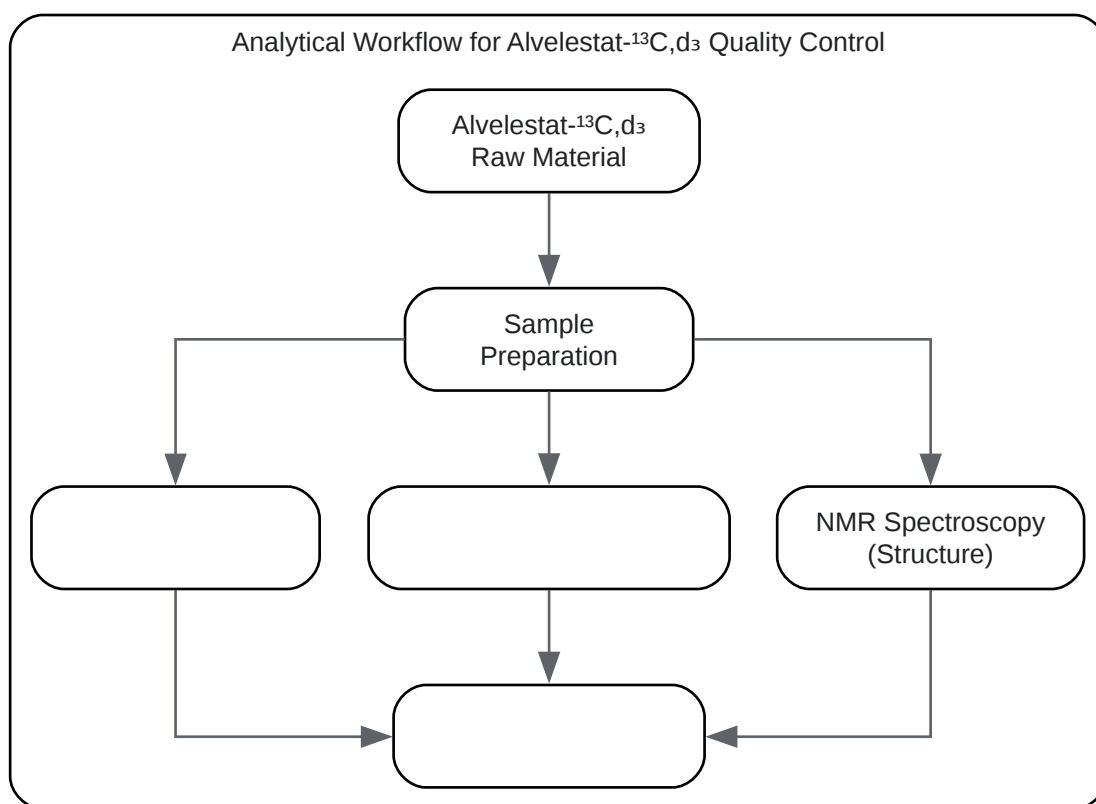 Analytical Workflow for Alvelestat-¹³C,d₃ Quality Control
Alvelestat-¹³C,d₃
Raw Material
Sample
Preparation
NMR Spectroscopy
(Structure)